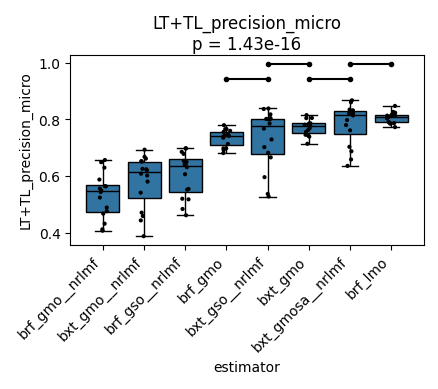 LT+TL_precision_micro
p = 1.43e-16
LT+TL_precision_micro
1.0
0.8
0.6
0.4
brf_gmo__nrlmf
bxt_gmo__nrlmf
brf_gso__nrlmf
brf_gmo
bxt_gso__nrlmf
bxt_gmo
bxt_gmosa__nrlmf
brf_lmo
estimator